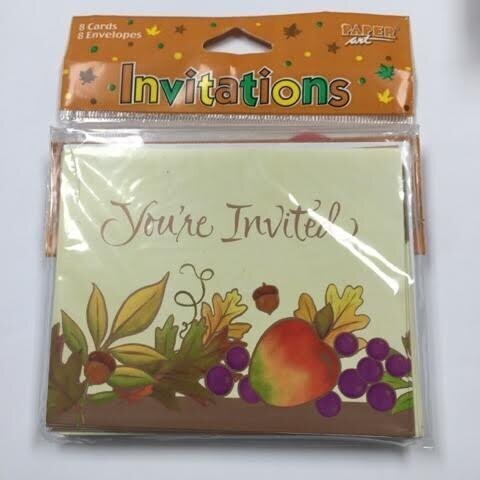 8 Cards
8 Envelopes
PAPER
art
Invitations
You're Invited